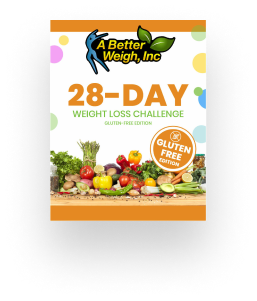 A Better
Weigh, Inc
28-DAY
WEIGHT LOSS CHALLENGE
GLUTEN-FREE EDITION
GLUTEN
FREE
EDITION